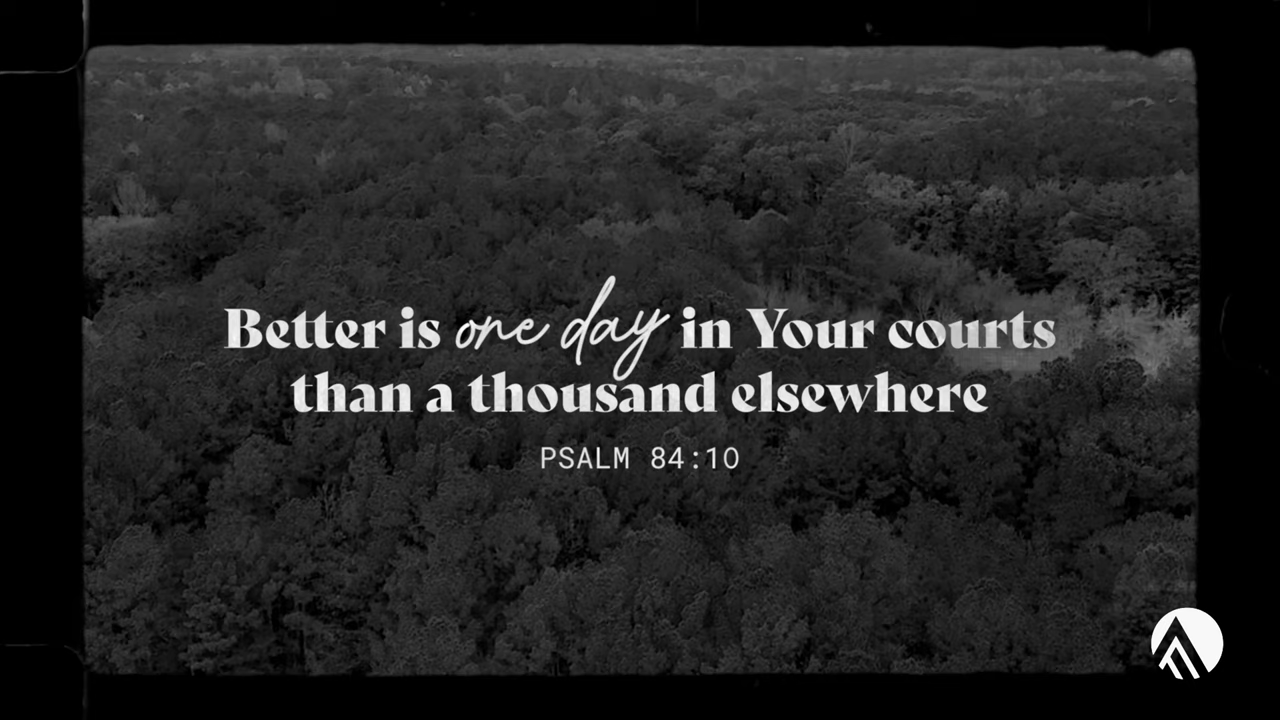 Better is one day in Your courts
than a thousand elsewhere
PSALM 84:10